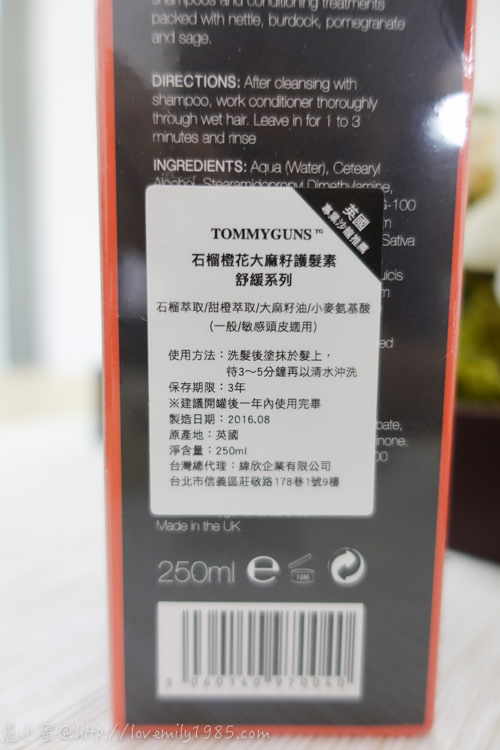 shampoos and conditioning treatments
packed with nettle, burdock, pomegranate
and sage.
DIRECTIONS: After cleansing with
shampoo, work conditioner thoroughly
through wet hair. Leave in for 1 to 3
minutes and rinse
INGREDIENTS: Aqua (Water), Cetearyl
Alcohol, Stearamidopropyl Dimethylamine,
-100
Sativa
英國
專業沙龍推薦
TOMMYGUNS™
石榴橙花大麻籽護髮素
舒緩系列
石榴萃取/甜橙萃取/大麻籽油/小麥氨基酸
(一般/敏感頭皮適用)
使用方法：洗髮後塗抹於髮上，
待3～5分鐘再以清水沖洗
保存期限：3年
※建議開罐後一年內使用完畢
製造日期：2016.08
原產地：英國
淨含量：250ml
台灣總代理：緯欣企業有限公司
台北市信義區莊敬路178巷1號9樓
Made in the UK
250ml e 12M
5 060140 970040
蘆小蜜@http://lovemily1985.com